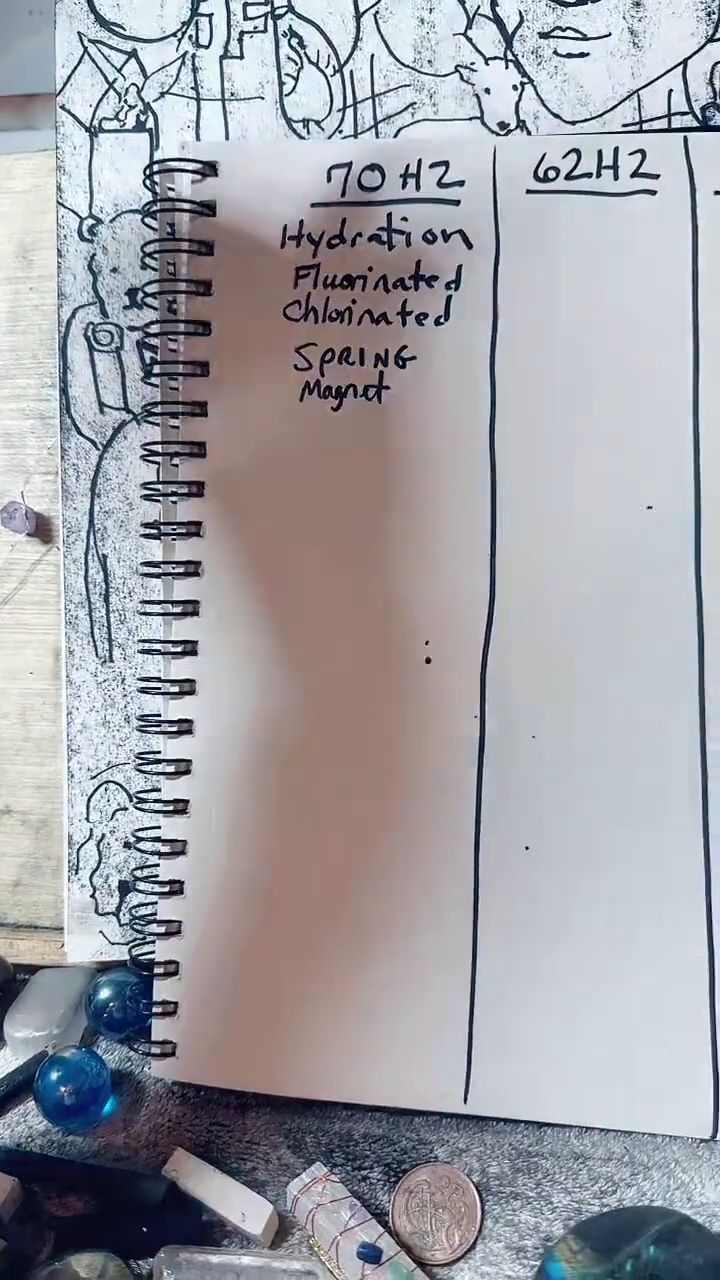 70 HZ
62HZ
Hydration
Fluorinated
Chlorinated
SPRING
Magnet